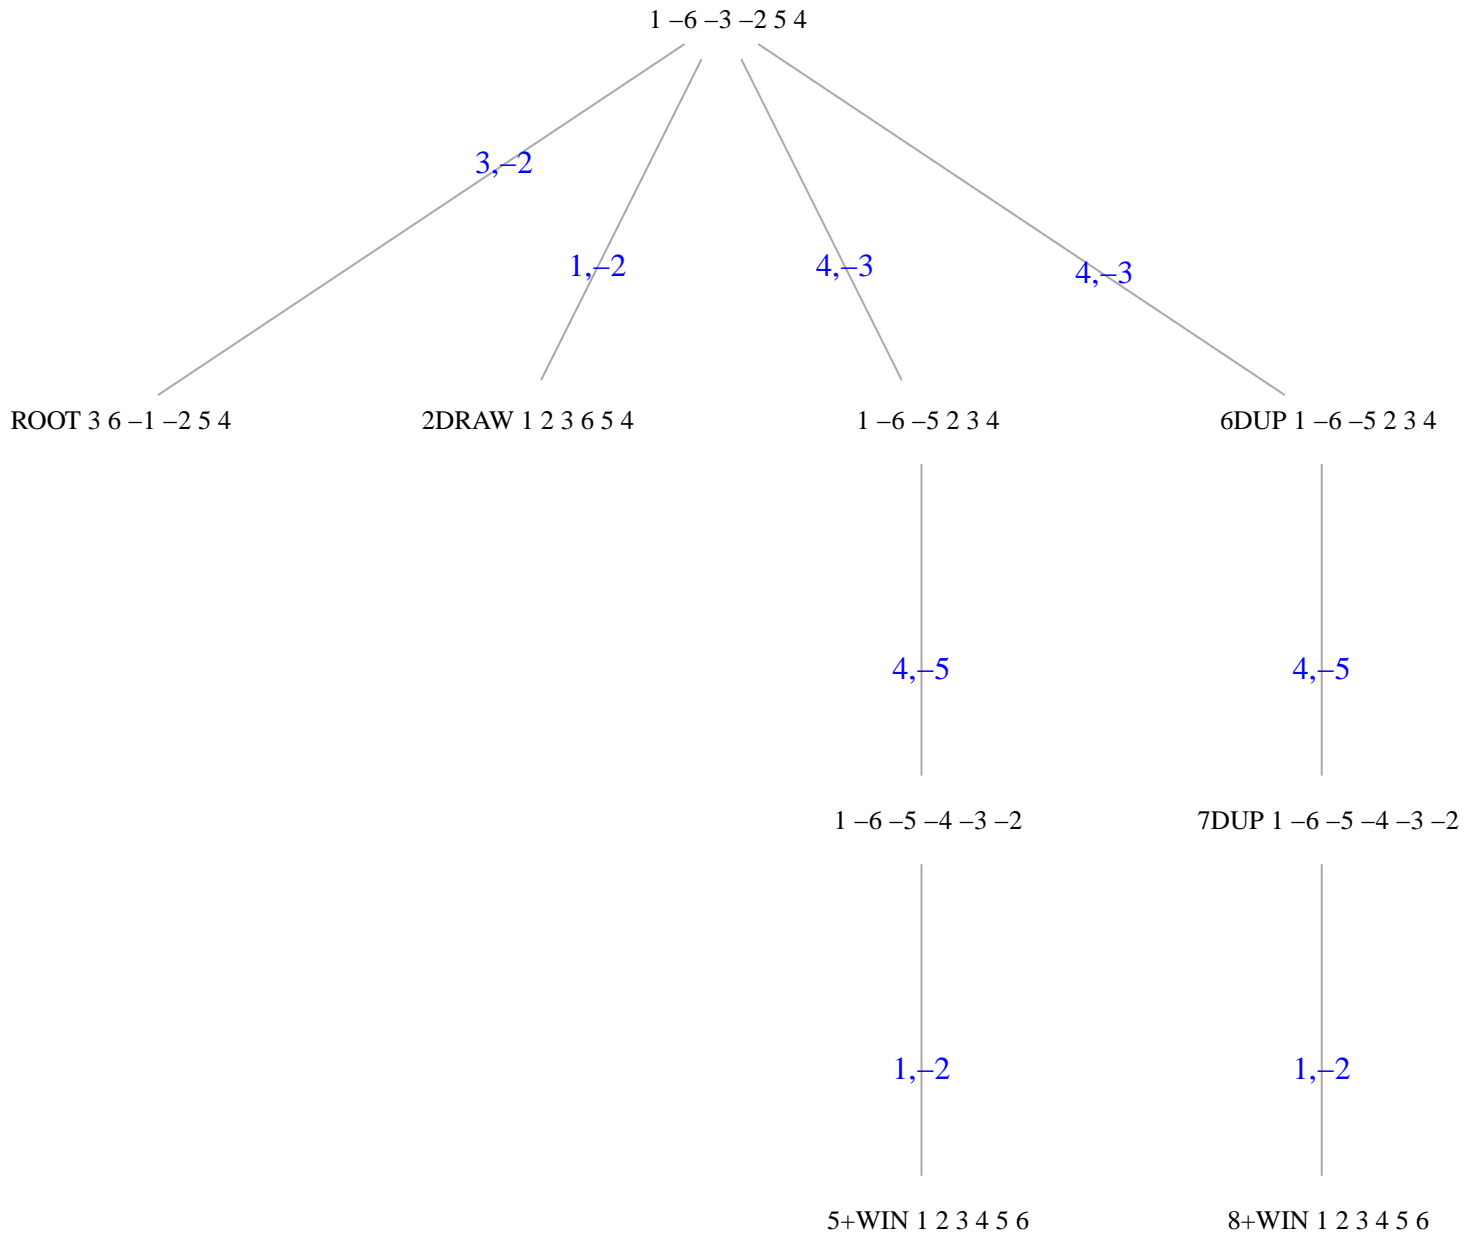 1 –6 –3 –2 5 4
3,–2
1,–2
4,–3
4,–3
ROOT 3 6 –1 –2 5 4
2DRAW 1 2 3 6 5 4
1 –6 –5 2 3 4
6DUP 1 –6 –5 2 3 4
4,–5
4,–5
1 –6 –5 –4 –3 –2
7DUP 1 –6 –5 –4 –3 –2
1,–2
1,–2
5+WIN 1 2 3 4 5 6
8+WIN 1 2 3 4 5 6